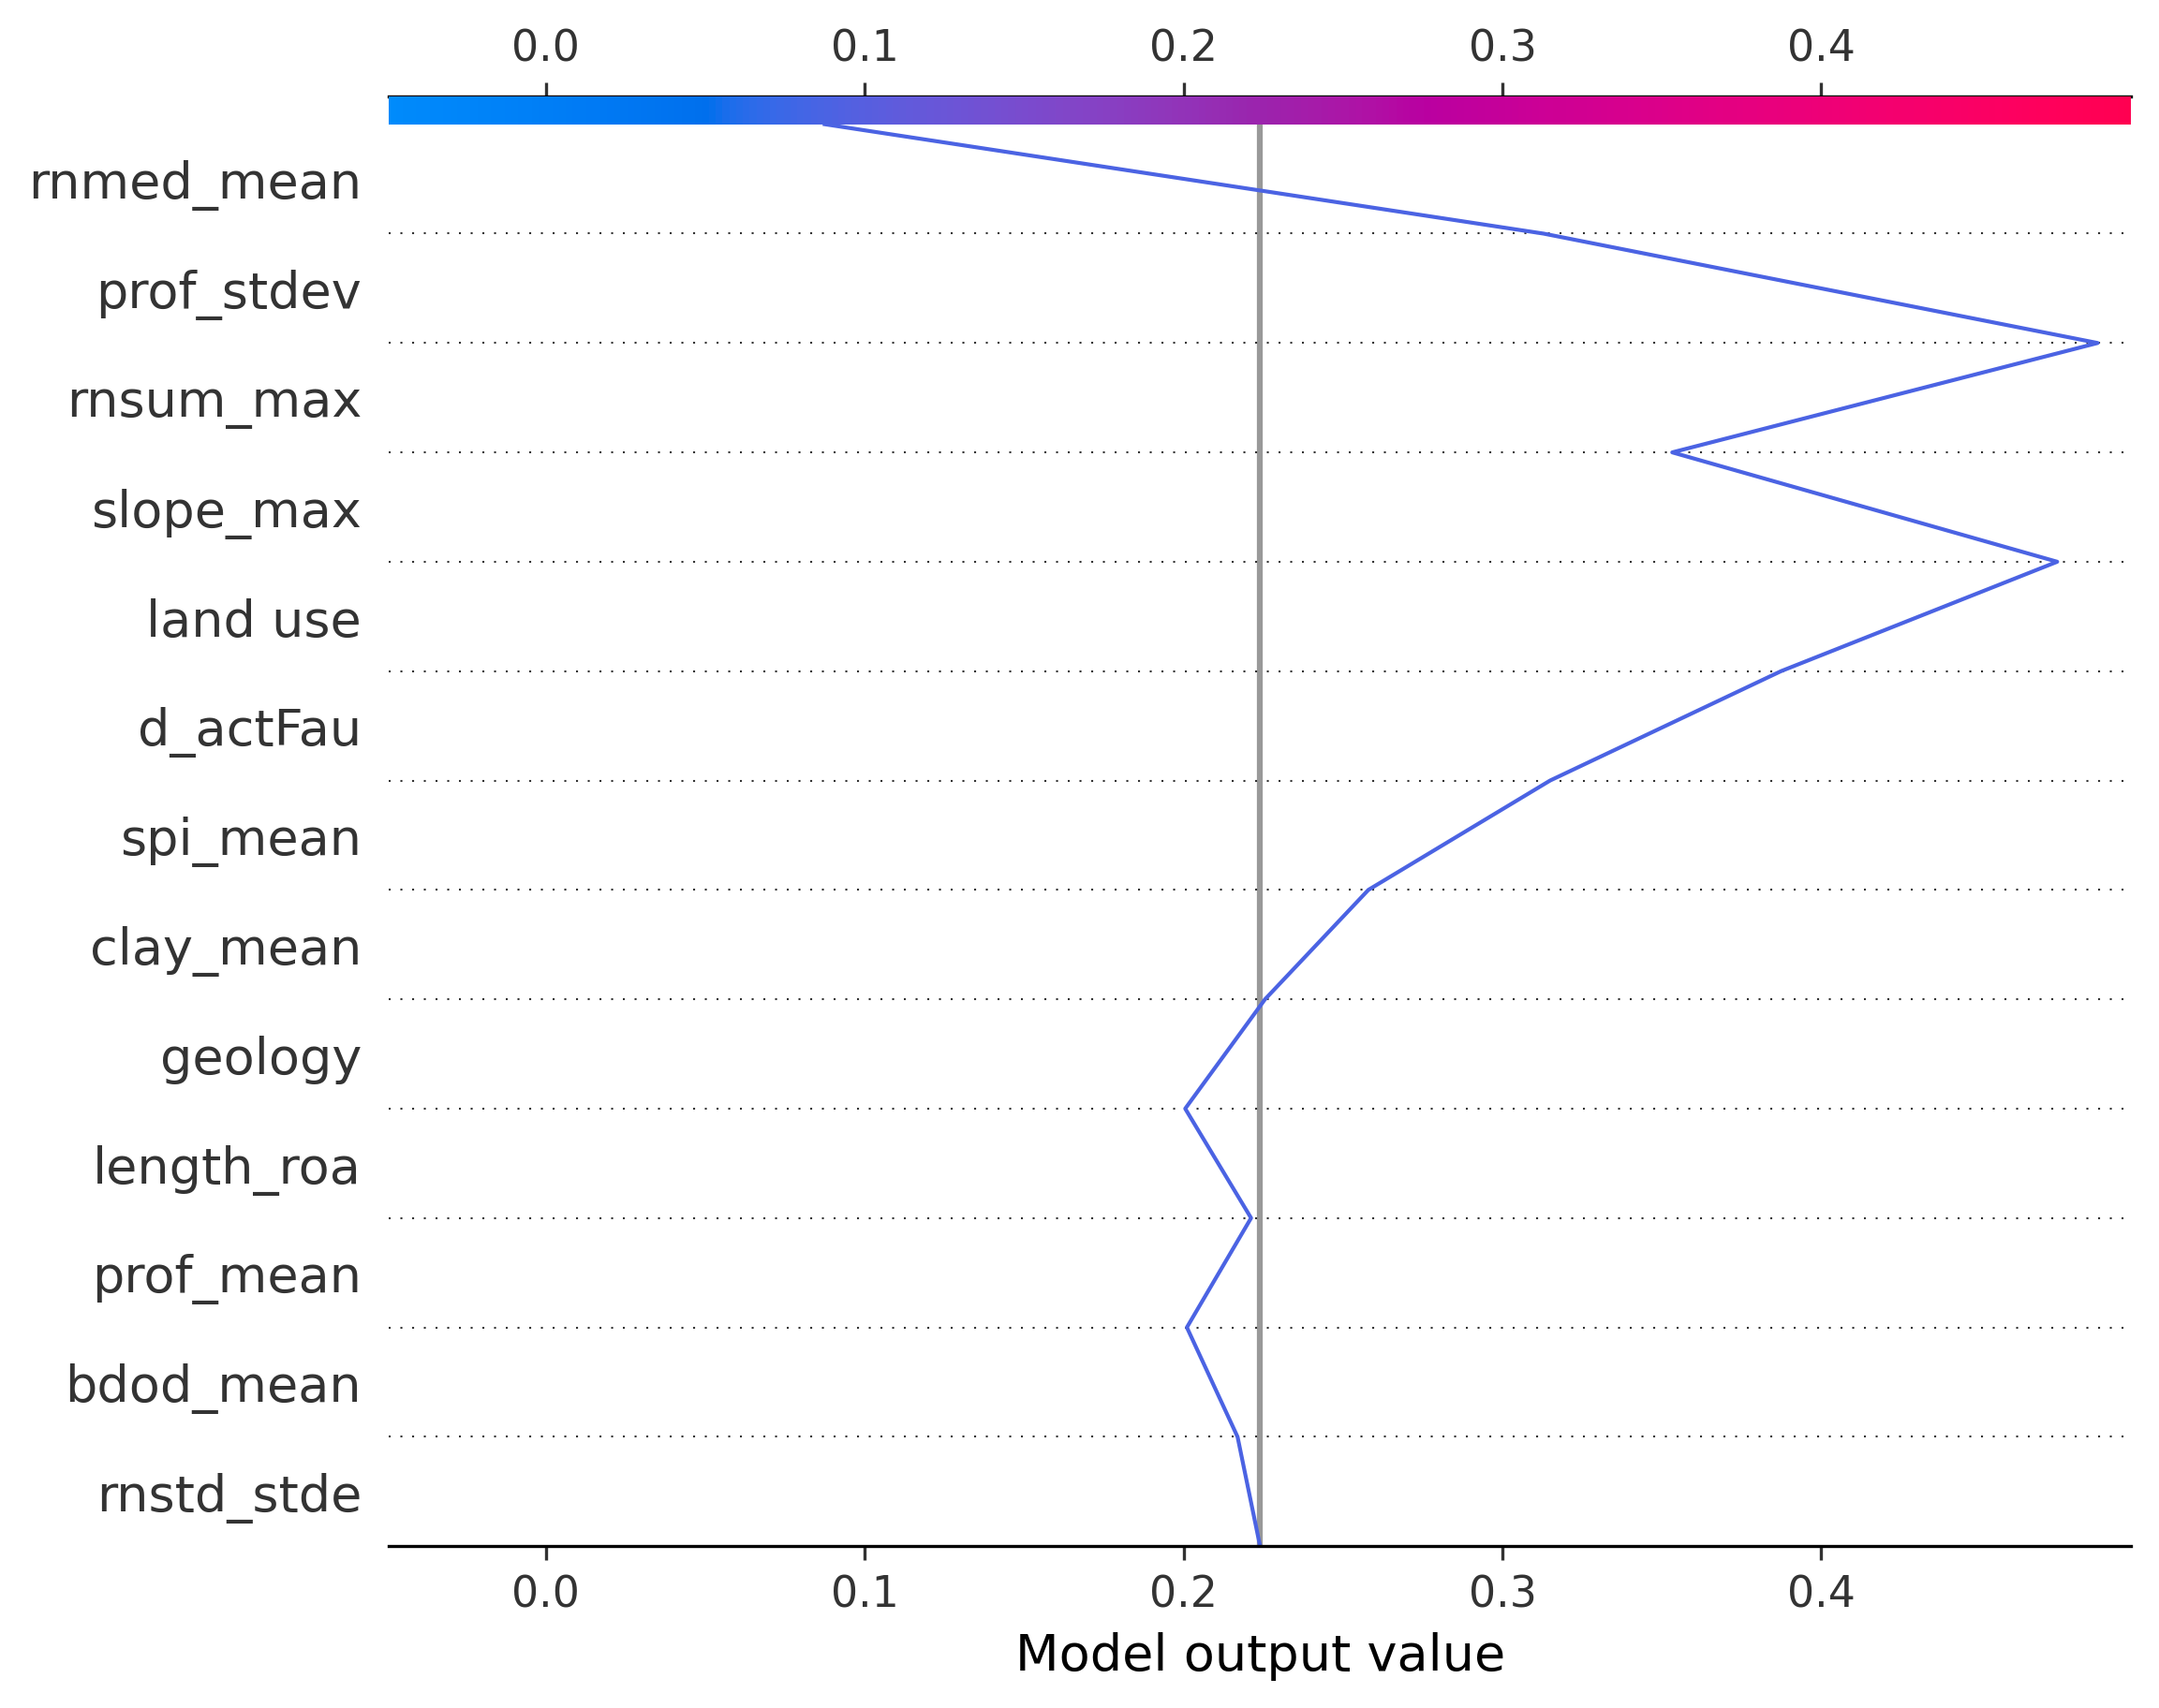 0.0 0.1 0.2 0.3 0.4
rnmed_mean
prof_stdev
rnsum_max
slope_max
land use
d_actFau
spi_mean
clay_mean
geology
length_roa
prof_mean
bdod_mean
rnstd_stde
0.0 0.1 0.2 0.3 0.4
Model output value